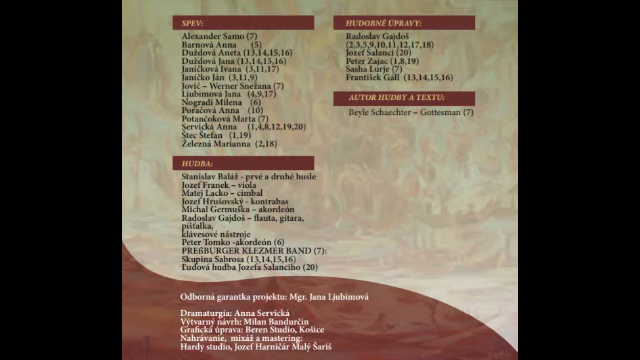 SPEV:
Alexander Samo (7)
Barnová Anna (5)
Duždová Aneta (13,14,15,16)
Duždová Jana (13,14,15,16)
Janičková Ivana (3,11,17)
Janičko Ján (3,11,9)
Jovič – Werner Snežana (7)
Ljubimová Jana (4,9,17)
Nogradi Milena (6)
Poračová Anna (10)
Potančoková Marta (7)
Servická Anna (1,4,8,12,19,20)
Štec Štefan (1,19)
Železná Marianna (2,18)
HUDBA:
Stanislav Baláž - prvé a druhé husle
Jozef Franek – viola
Matej Lacko – cimbal
Jozef Hrušovský - kontrabas
Michal Germuška – akordeón
Radoslav Gajdoš – flauta, gitara,
píšťalka,
klávesové nástroje
Peter Tomko -akordeón (6)
PREßBURGER KLEZMER BAND (7):
Skupina Sabrosa (13,14,15,16)
Ľudová hudba Jozefa Salanciho (20)
HUDOBNÉ ÚPRAVY:
Radoslav Gajdoš
(2,3,5,9,10,11,12,17,18)
Jozef Salanci (20)
Peter Zajac (1,8,19)
Sasha Lurje (7)
František Gáll (13,14,15,16)
AUTOR HUDBY A TEXTU:
Beyle Schaechter – Gottesman (7)
Odborná garantka projektu: Mgr. Jana Ljubimová
Dramaturgia: Anna Servická
Výtvarný návrh: Milan Bandurčin
Grafická úprava: Beren Studio, Košice
Nahrávanie, mixáž a mastering:
Hardy studio, Jozef Harničár Malý Šariš